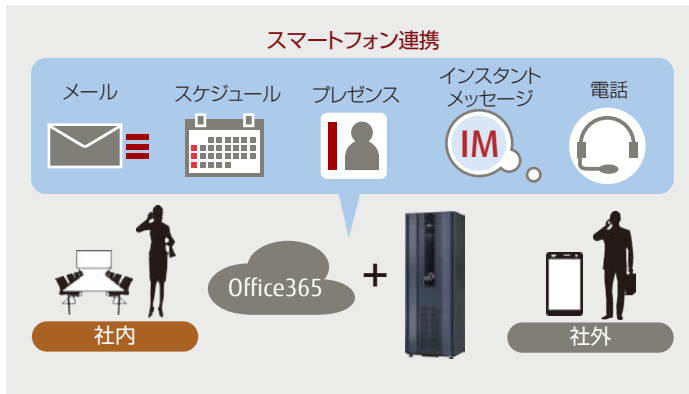 スマートフォン連携
メール
スケジュール
プレゼンス
インスタント
メッセージ
電話
IM
Office365
+
社内
社外